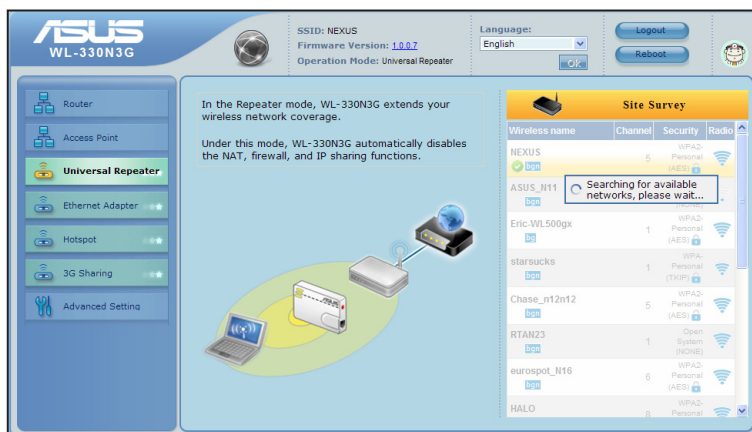 ASUS
WL-330N3G
SSID: NEXUS
Firmware Version: 1.0.0.7
Operation Mode: Universal Repeater
Language:
English
Ok
Logout
Reboot
Router
Access Point
Universal Repeater
Ethernet Adapter
Hotspot
3G Sharing
Advanced Setting
In the Repeater mode, WL-330N3G extends your
wireless network coverage.
Under this mode, WL-330N3G automatically disables
the NAT, firewall, and IP sharing functions.
Site Survey
Wireless name Channel Security Radio
NEXUS
bgn
5
WPA2-
Personal
(AES)
ASUS_N11
bgn
Searching for available
networks, please wait...
(NONE)
Eric-WL500gx
bg
1
WPA2-
Personal
(AES)
starsucks
bgn
1
WPA-
Personal
(TKIP)
Chase_n12n12
bgn
5
WPA2-
Personal
(AES)
RTAN23
bgn
1
Open
System
(NONE)
eurospot_N16
bgn
6
WPA2-
Personal
(AES)
HALO
8
WPA2-
Personal